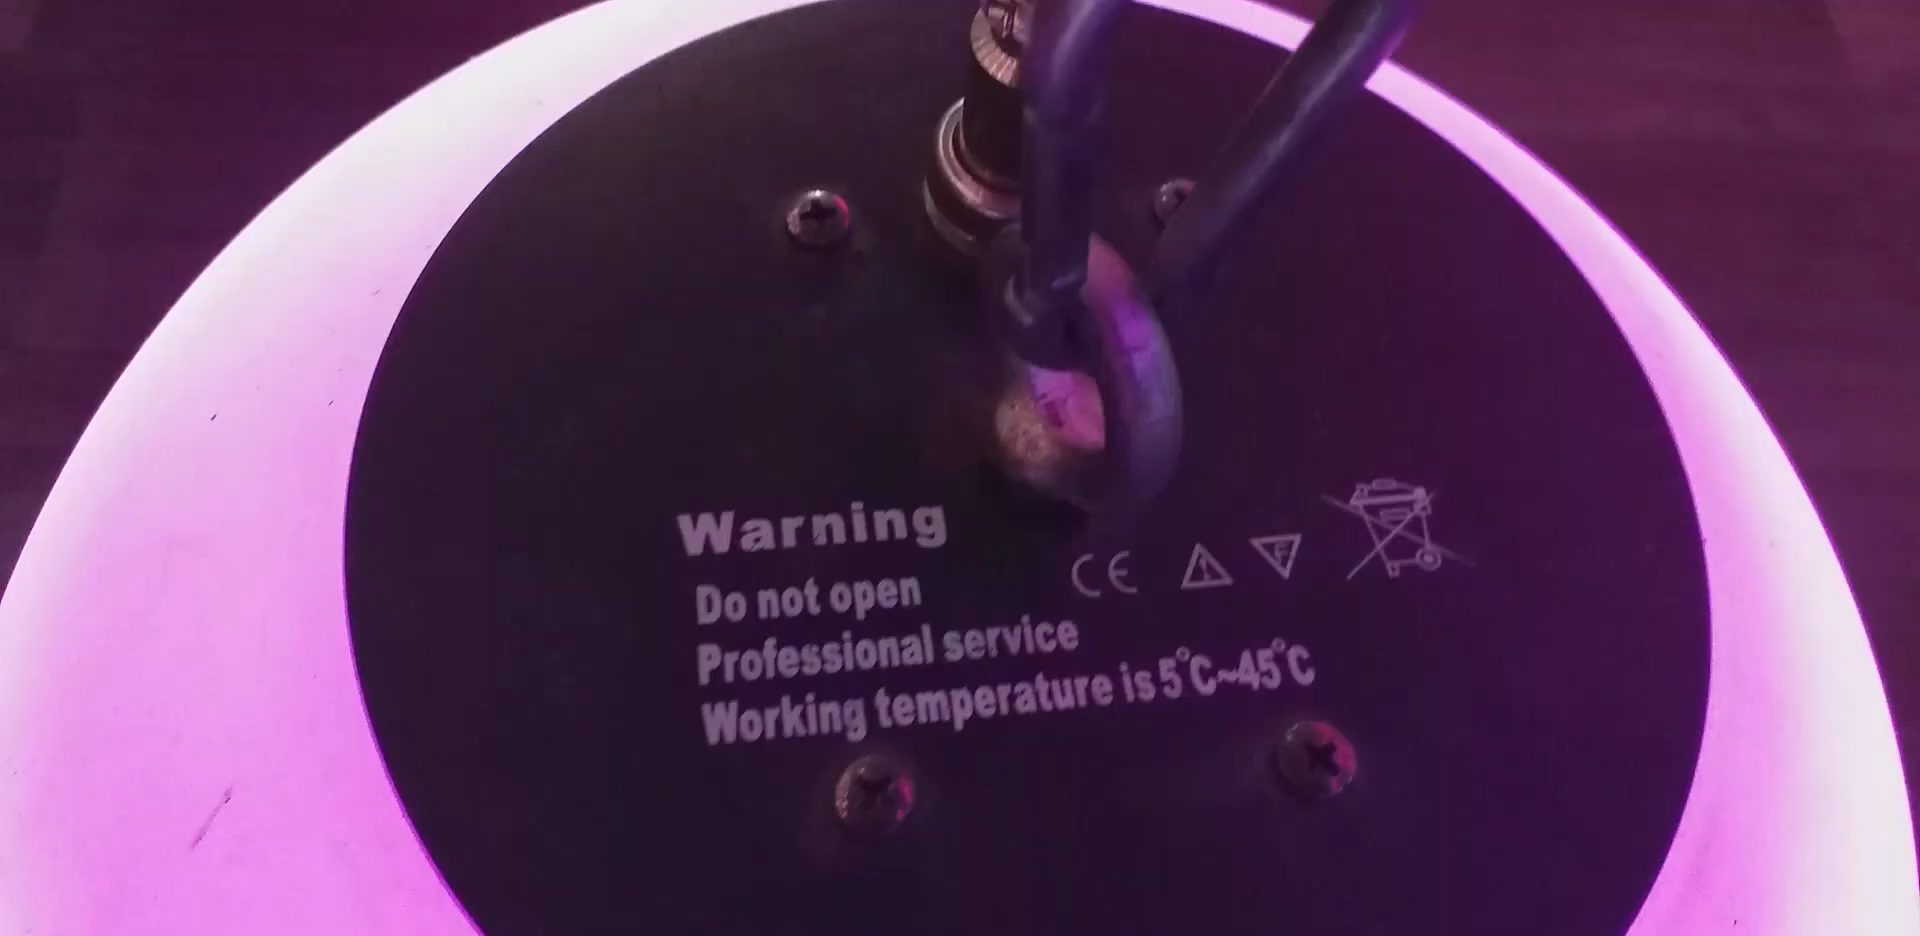 Warning
Do not open
Professional service
Working temperature is 5°C~45°C
CE
F